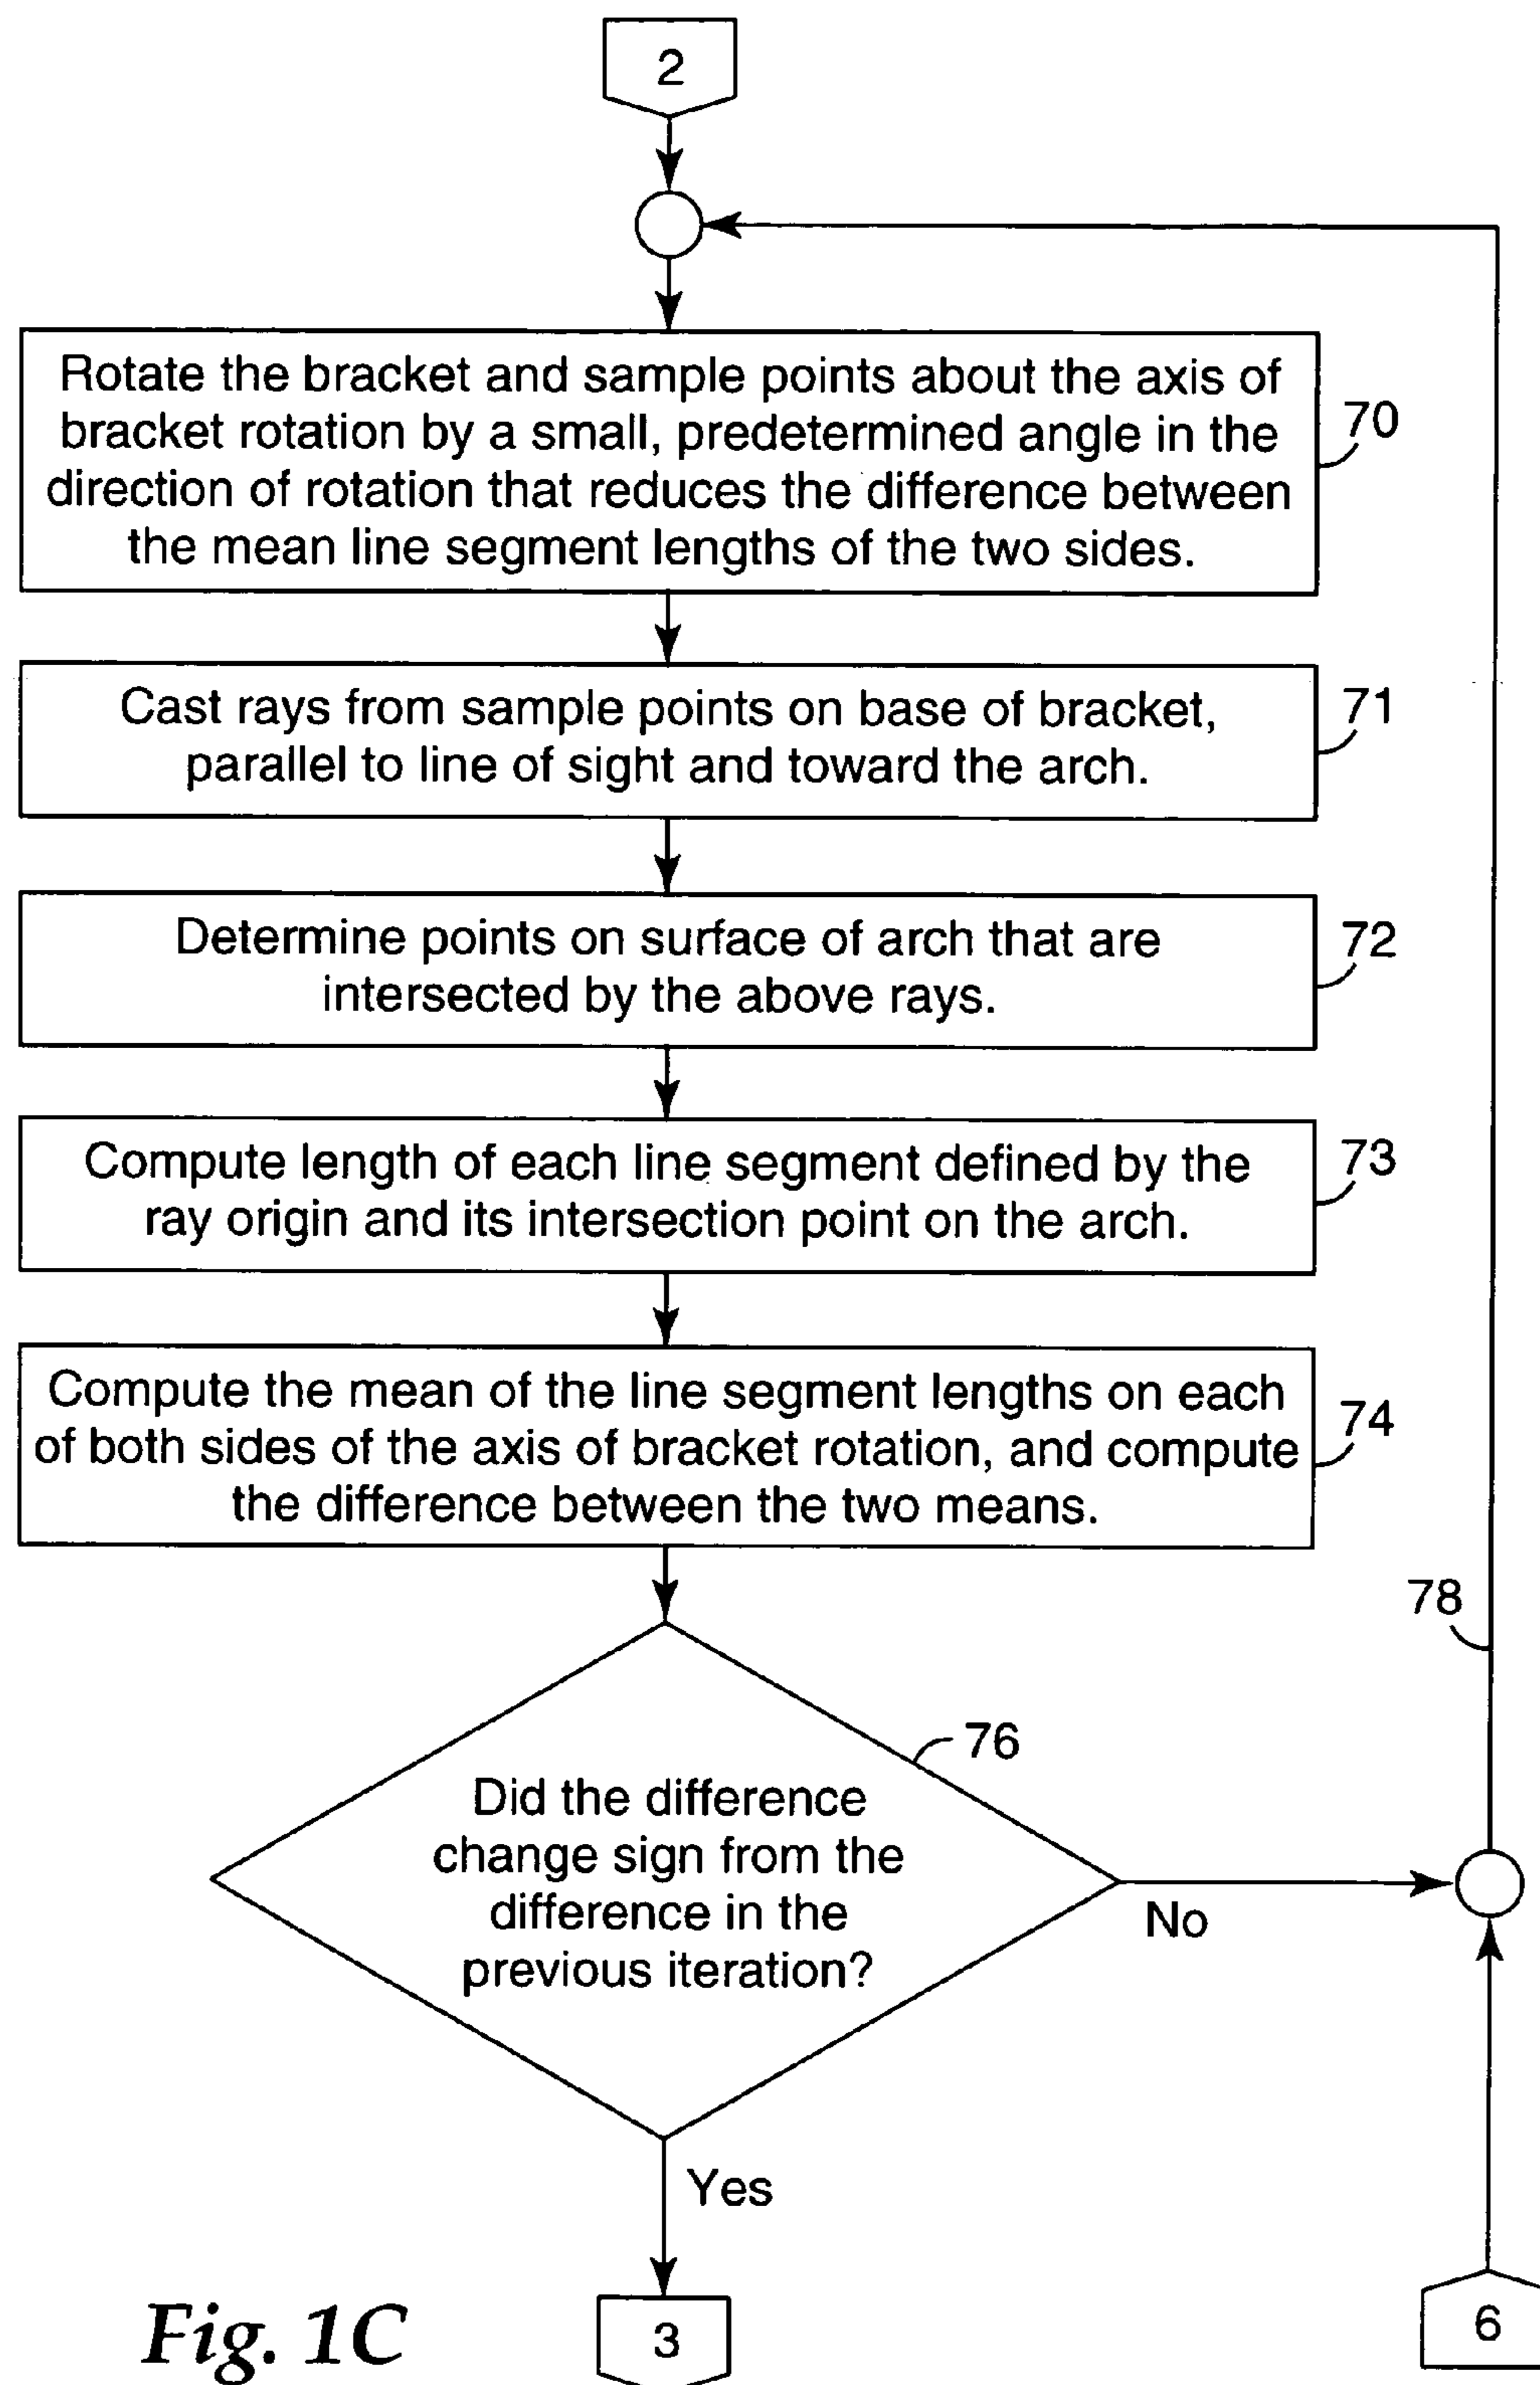 2
Rotate the bracket and sample points about the axis of
bracket rotation by a small, predetermined angle in the
direction of rotation that reduces the difference between
the mean line segment lengths of the two sides.
70
Cast rays from sample points on base of bracket,
parallel to line of sight and toward the arch.
71
Determine points on surface of arch that are
intersected by the above rays.
72
Compute length of each line segment defined by the
ray origin and its intersection point on the arch.
73
Compute the mean of the line segment lengths on each
of both sides of the axis of bracket rotation, and compute
the difference between the two means.
74
78
76
Did the difference
change sign from the
difference in the
previous iteration?
No
Yes
Fig. 1C
3
6